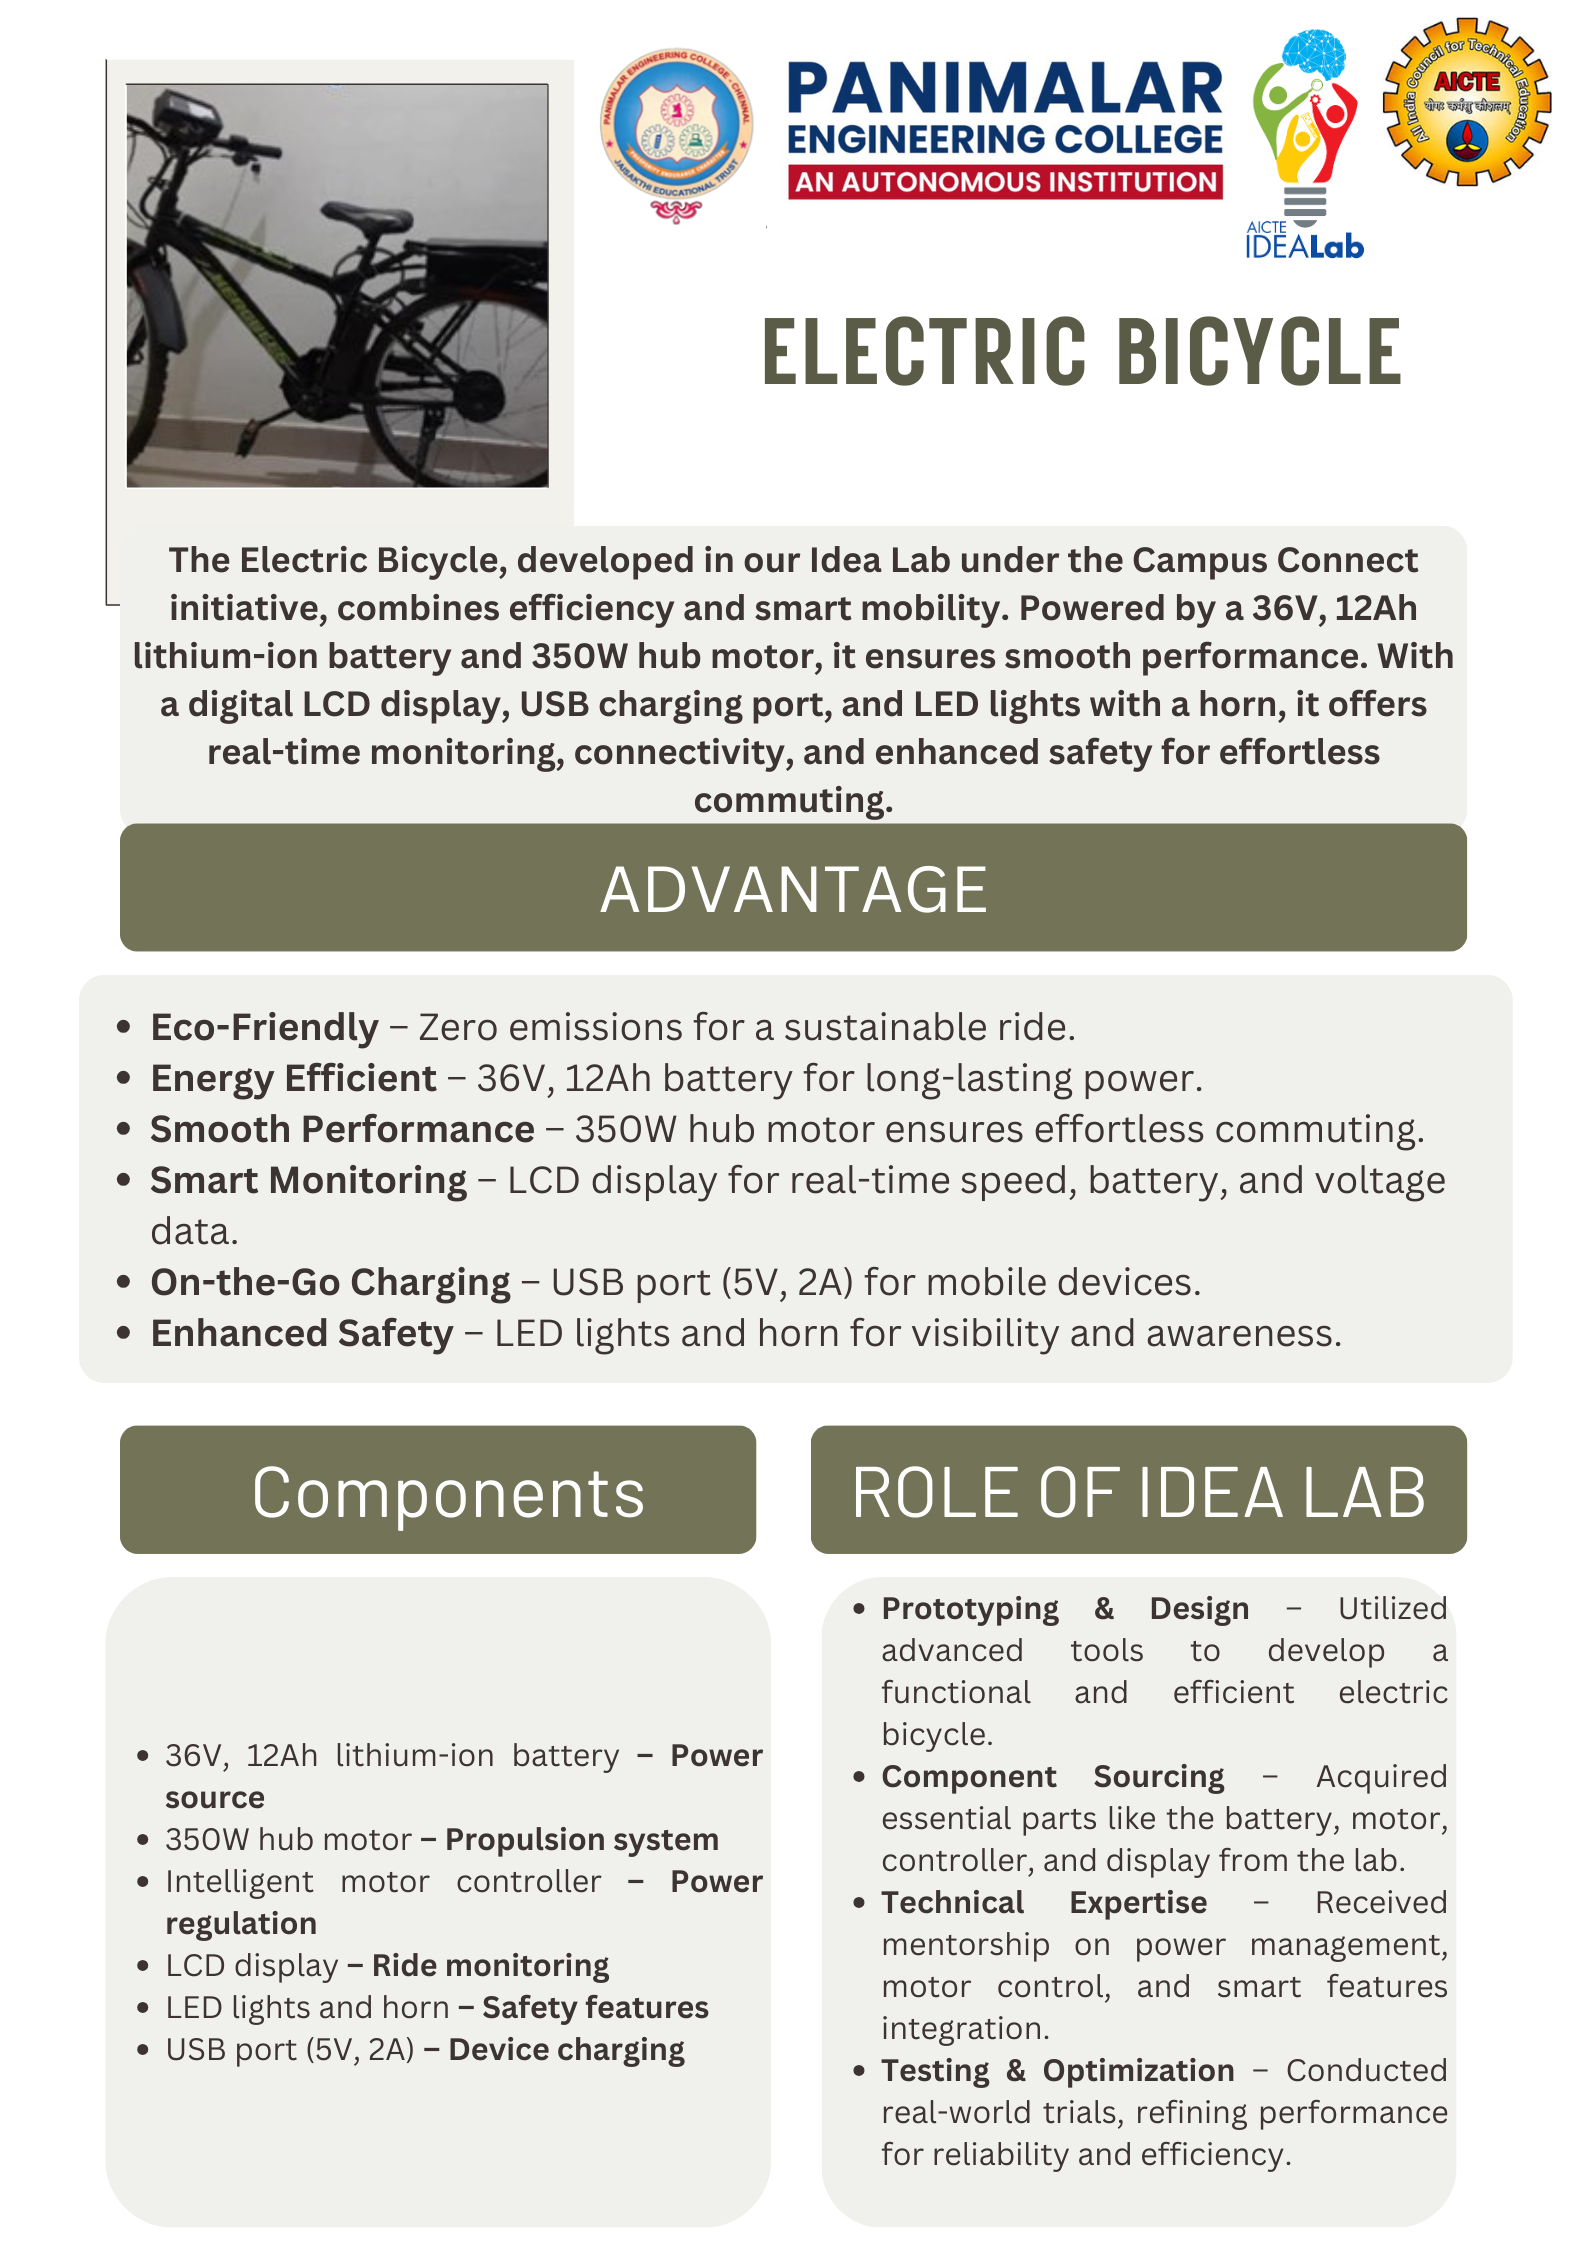 PANIMALAR ENGINEERING COLLEGE - CHENNAI
PROSPERITY ENDURANCE CHARACTER
JAISAKTHI EDUCATIONAL TRUST
PANIMALAR
ENGINEERING COLLEGE
AN AUTONOMOUS INSTITUTION
AICTE
IDEALab
All India Council for Technical Education
AICTE
योगः कर्मसु कौशलम्
ELECTRIC BICYCLE
The Electric Bicycle, developed in our Idea Lab under the Campus Connect
initiative, combines efficiency and smart mobility. Powered by a 36V, 12Ah
lithium-ion battery and 350W hub motor, it ensures smooth performance. With
a digital LCD display, USB charging port, and LED lights with a horn, it offers
real-time monitoring, connectivity, and enhanced safety for effortless
commuting.
ADVANTAGE
• Eco-Friendly – Zero emissions for a sustainable ride.
• Energy Efficient – 36V, 12Ah battery for long-lasting power.
• Smooth Performance – 350W hub motor ensures effortless commuting.
• Smart Monitoring – LCD display for real-time speed, battery, and voltage
data.
• On-the-Go Charging – USB port (5V, 2A) for mobile devices.
• Enhanced Safety – LED lights and horn for visibility and awareness.
Components
• 36V, 12Ah lithium-ion battery – Power
source
• 350W hub motor – Propulsion system
• Intelligent motor controller – Power
regulation
• LCD display – Ride monitoring
• LED lights and horn – Safety features
• USB port (5V, 2A) – Device charging
ROLE OF IDEA LAB
• Prototyping & Design – Utilized
advanced tools to develop a
functional and efficient electric
bicycle.
• Component Sourcing – Acquired
essential parts like the battery, motor,
controller, and display from the lab.
• Technical Expertise – Received
mentorship on power management,
motor control, and smart features
integration.
• Testing & Optimization – Conducted
real-world trials, refining performance
for reliability and efficiency.